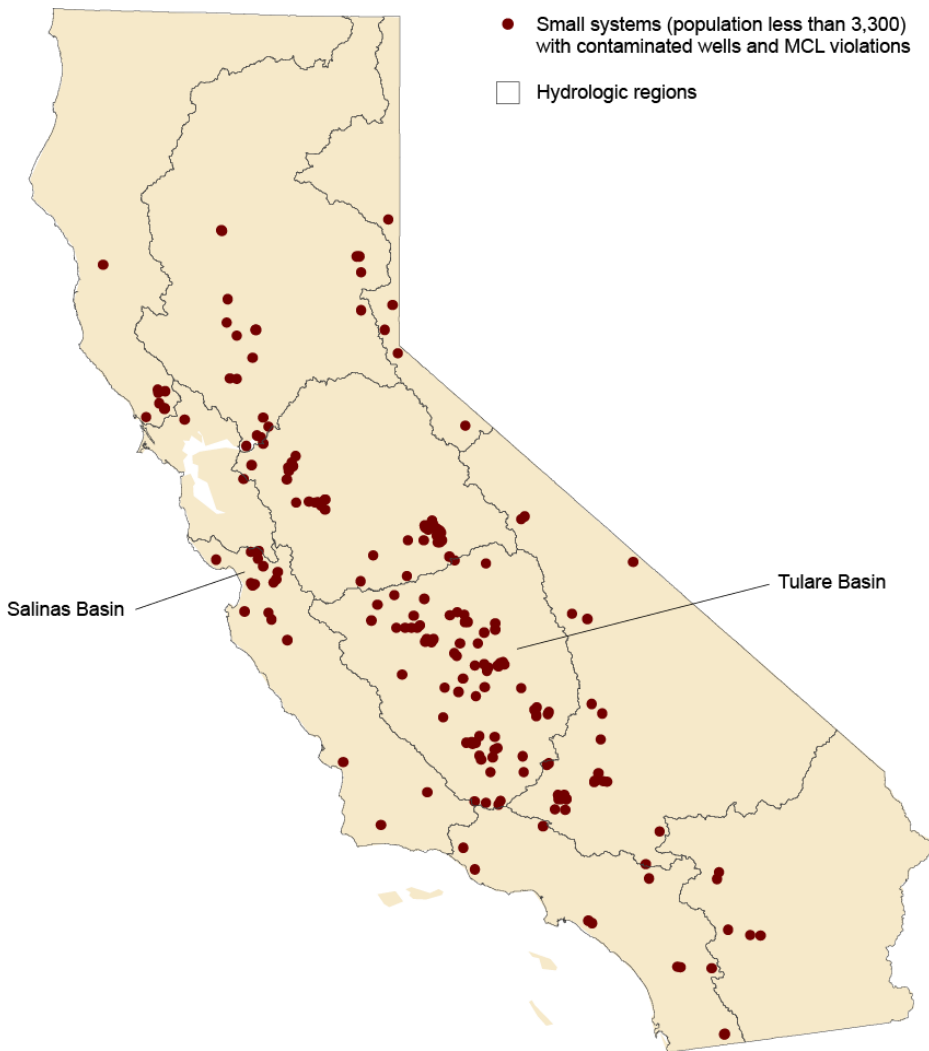 Small systems (population less than 3,300)
with contaminated wells and MCL violations
Hydrologic regions
Tulare Basin
Salinas Basin